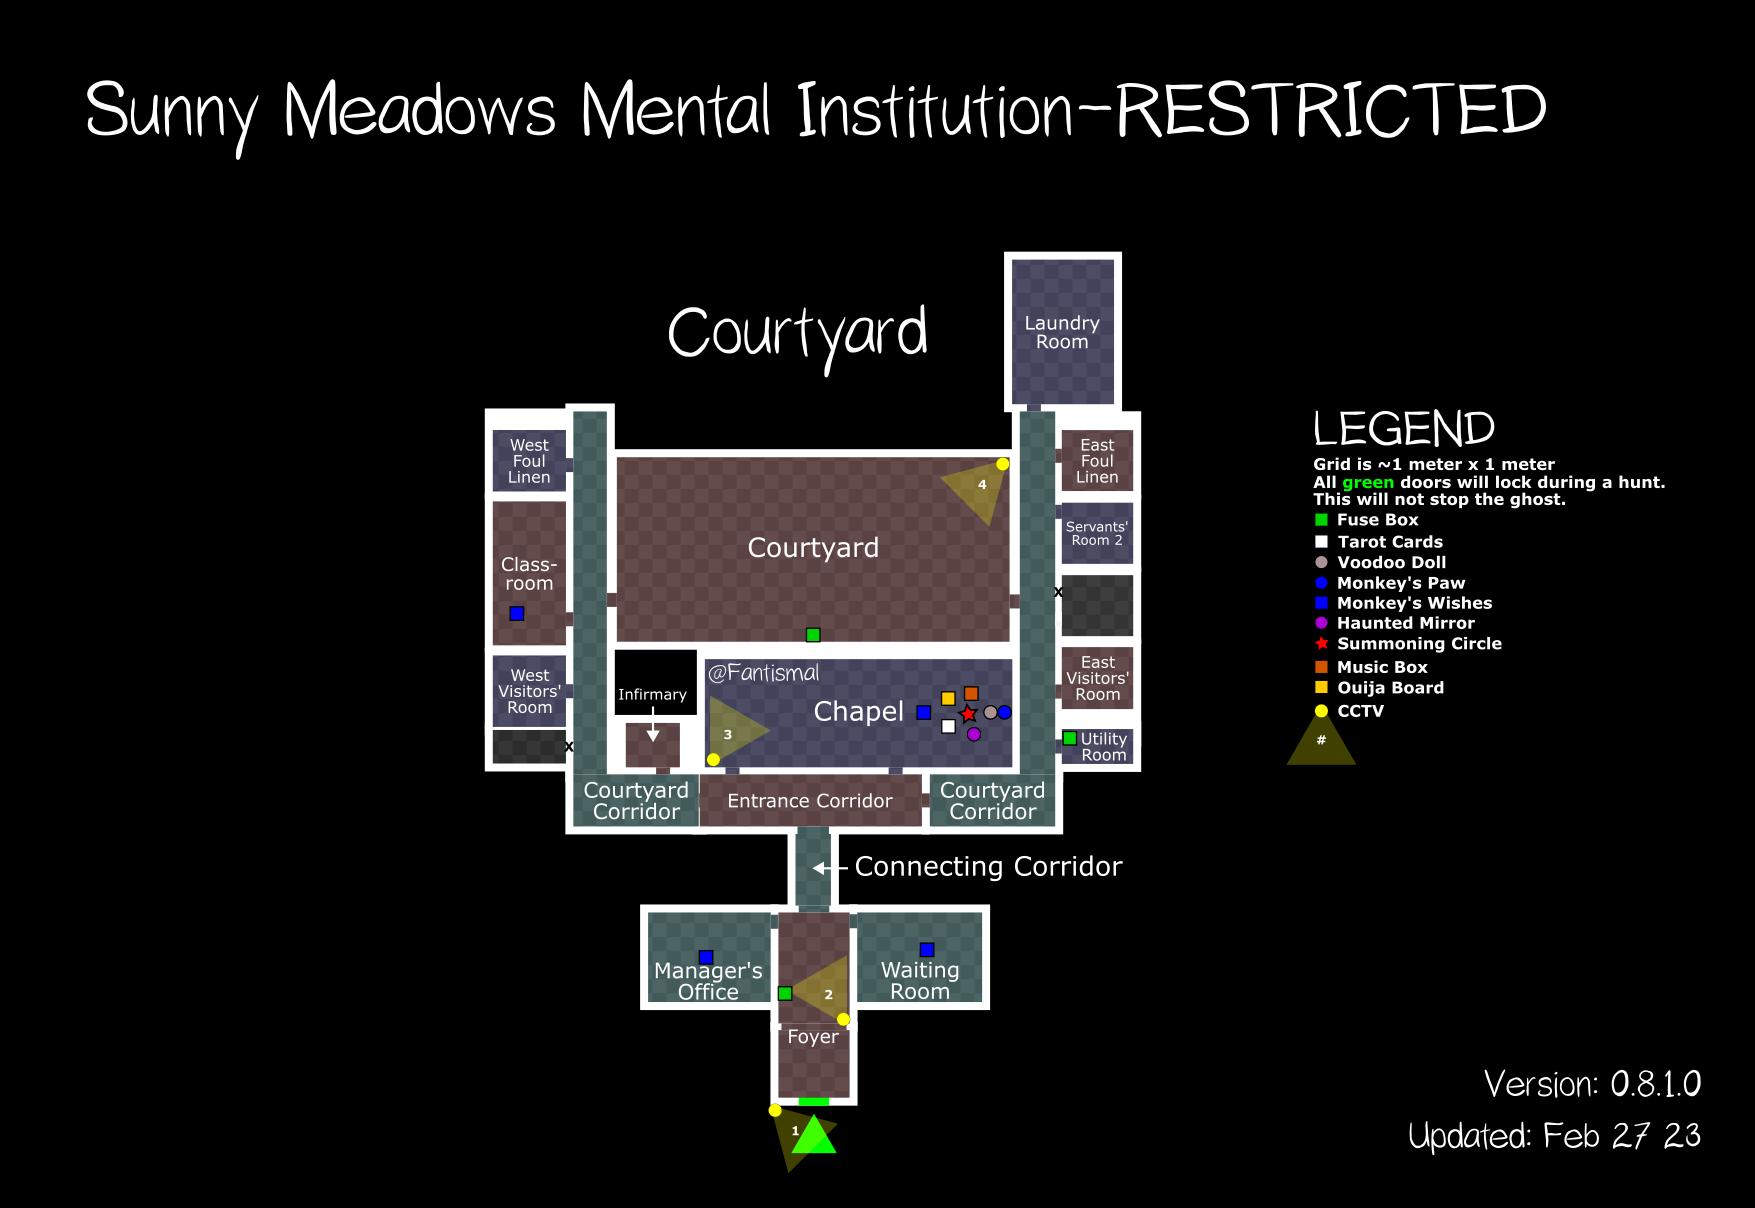 Sunny Meadows Mental Institution-RESTRICTED
Courtyard
Laundry
Room
West
Foul
Linen
Class-
room
West
Visitors'
Room
Courtyard
4
East
Foul
Linen
Servants'
Room 2
x
East
Visitors'
Room
Utility
Room
Infirmary
@Fantismal
Chapel
3
x
Courtyard
Corridor
Entrance Corridor
Courtyard
Corridor
Connecting Corridor
Manager's
Office
2
Waiting
Room
Foyer
1
LEGEND
Grid is ~1 meter x 1 meter
All green doors will lock during a hunt.
This will not stop the ghost.
Fuse Box
Tarot Cards
Voodoo Doll
Monkey's Paw
Monkey's Wishes
Haunted Mirror
Summoning Circle
Music Box
Ouija Board
CCTV
#
Version: 0.8.1.0
Updated: Feb 27 23